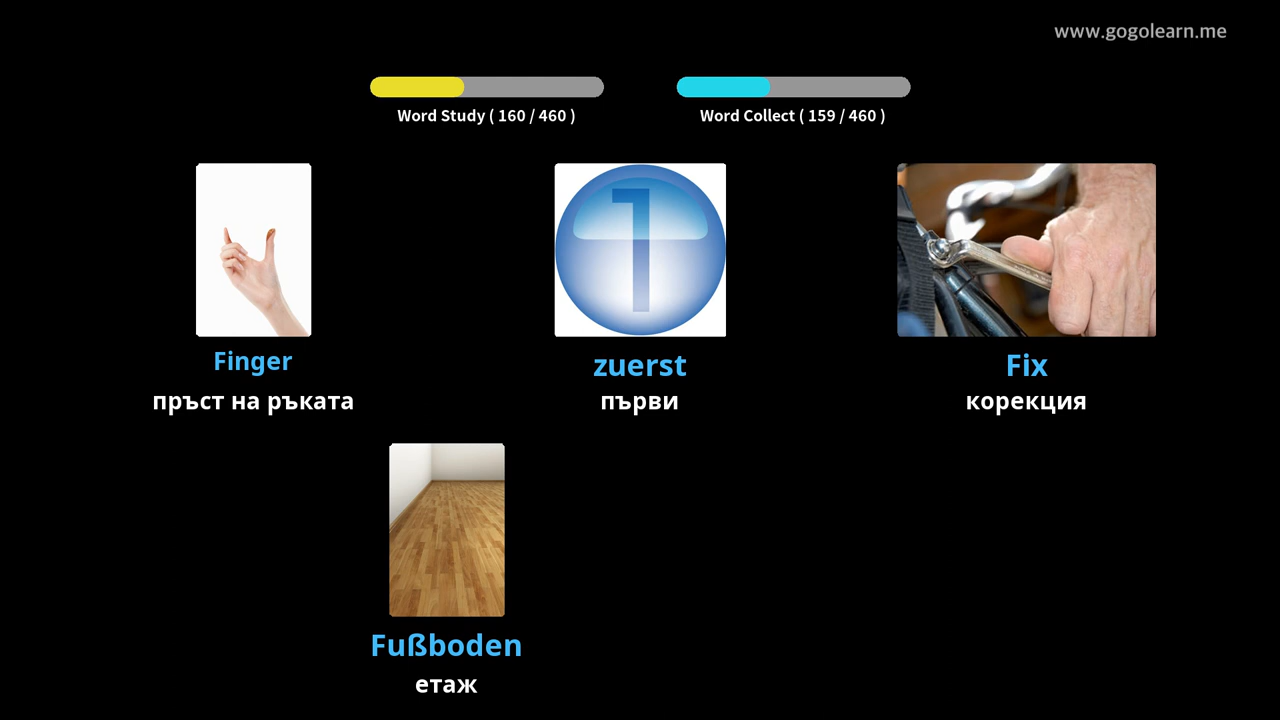 www.gogolearn.me
Word Study ( 160 / 460 )
Word Collect ( 159 / 460 )
1
Finger
пръст на ръката
zuerst
първи
Fix
корекция
Fußboden
етаж